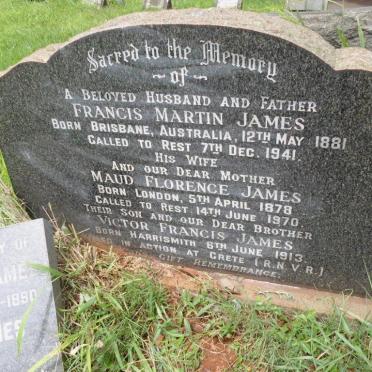 Sacred to the Memory
of
A Beloved Husband and Father
Francis Martin James
Born Brisbane, Australia, 12th May 1881
Called to Rest 7th Dec. 1941.
His Wife
And our Dear Mother
Maud Florence James
Born London, 5th April 1878
Called to Rest 14th June 1970
Their Son and our Dear Brother
Victor Francis James
Born Harrismith 6th June 1913.
in Action at Crete (R.N.V.R)
Gift Remembrance.